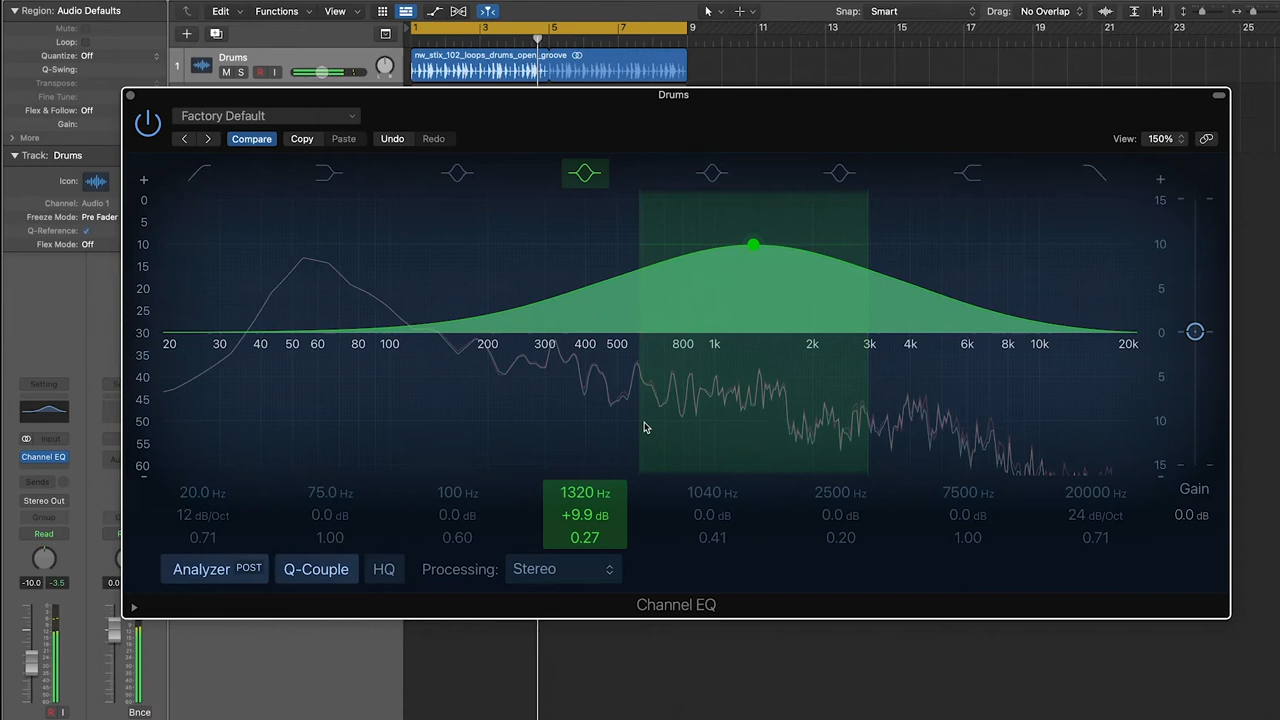 Region: Audio Defaults
Edit
Functions
View
Snap: Smart
Drag: No Overlap
Mute:
Loop:
Quantize: Off
Q-Swing:
Transpose:
Fine Tune:
Flex & Follow: Off
Gain:
More
1 3 5 7 9 11 13 15 17 19 21 23 25
1
Drums
M S R I
nw_stix_102_loops_drums_open_groove
Track: Drums
Icon:
Channel: Audio 1
Freeze Mode: Pre Fader
Q-Reference:
Flex Mode: Off
Drums
Factory Default
Compare Copy Paste Undo Redo
View: 150%
+ +
0 15
5
10 10
15
20 5
25
30 0
20 30 40 50 60 80 100 200 300 400 500 800 1k 2k 3k 4k 6k 8k 10k 20k
35
40 5
45
50 10
55
60 15
- -
20.0 Hz 75.0 Hz 100 Hz 1320 Hz 1040 Hz 2500 Hz 7500 Hz 20000 Hz Gain
12 dB/Oct 0.0 dB 0.0 dB +9.9 dB 0.0 dB 0.0 dB 0.0 dB 24 dB/Oct 0.0 dB
0.71 1.00 0.60 0.27 0.41 0.20 1.00 0.71
Analyzer POST Q-Couple HQ Processing: Stereo
Channel EQ
Setting
Input
Channel EQ
Sends
Stereo Out
Group
Read
-10.0 -3.5 0.0
R I
Bnce